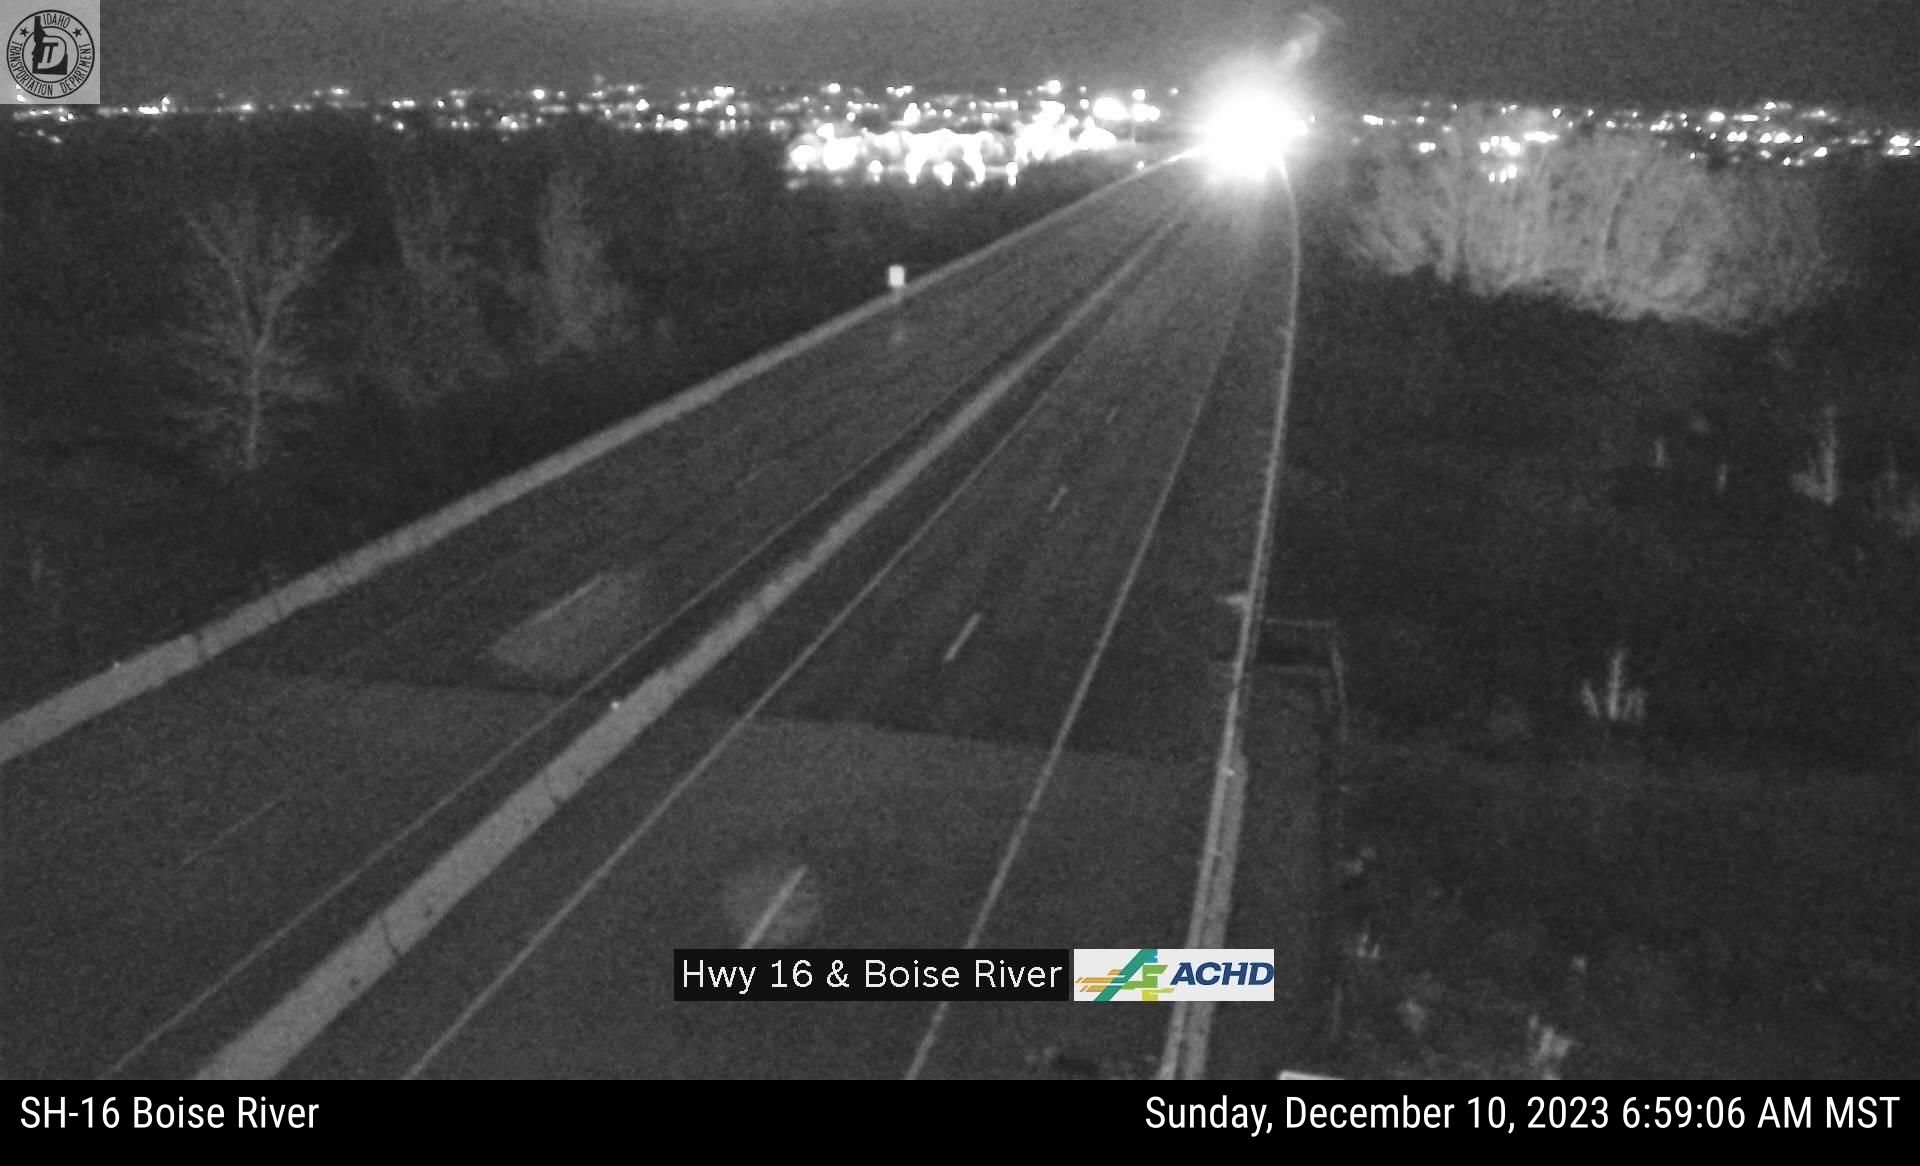 IDAHO
TRANSPORTATION DEPARTMENT
IT
Hwy 16 & Boise River
ACHD
SH-16 Boise River
Sunday, December 10, 2023 6:59:06 AM MST